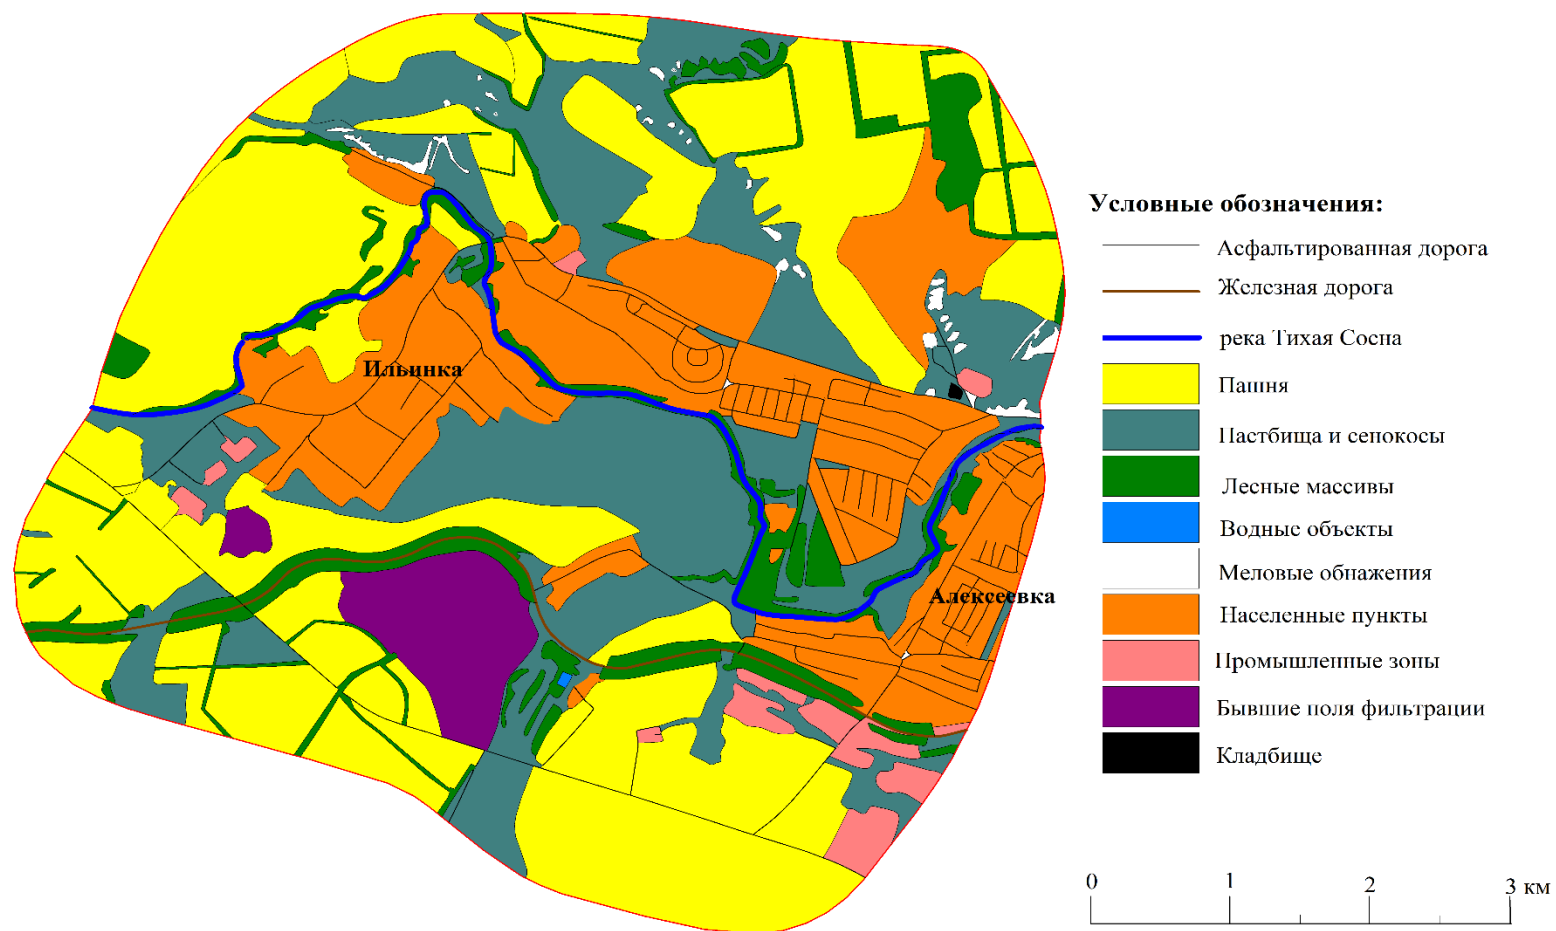 Условные обозначения:
Асфальтированная дорога
Железная дорога
река Тихая Сосна
Пашня
Пастбища и сенокосы
Лесные массивы
Водные объекты
Меловые обнажения
Населенные пункты
Промышленные зоны
Бывшие поля фильтрации
Кладбище
Ильинка
Алексеевка
0 1 2 3 км